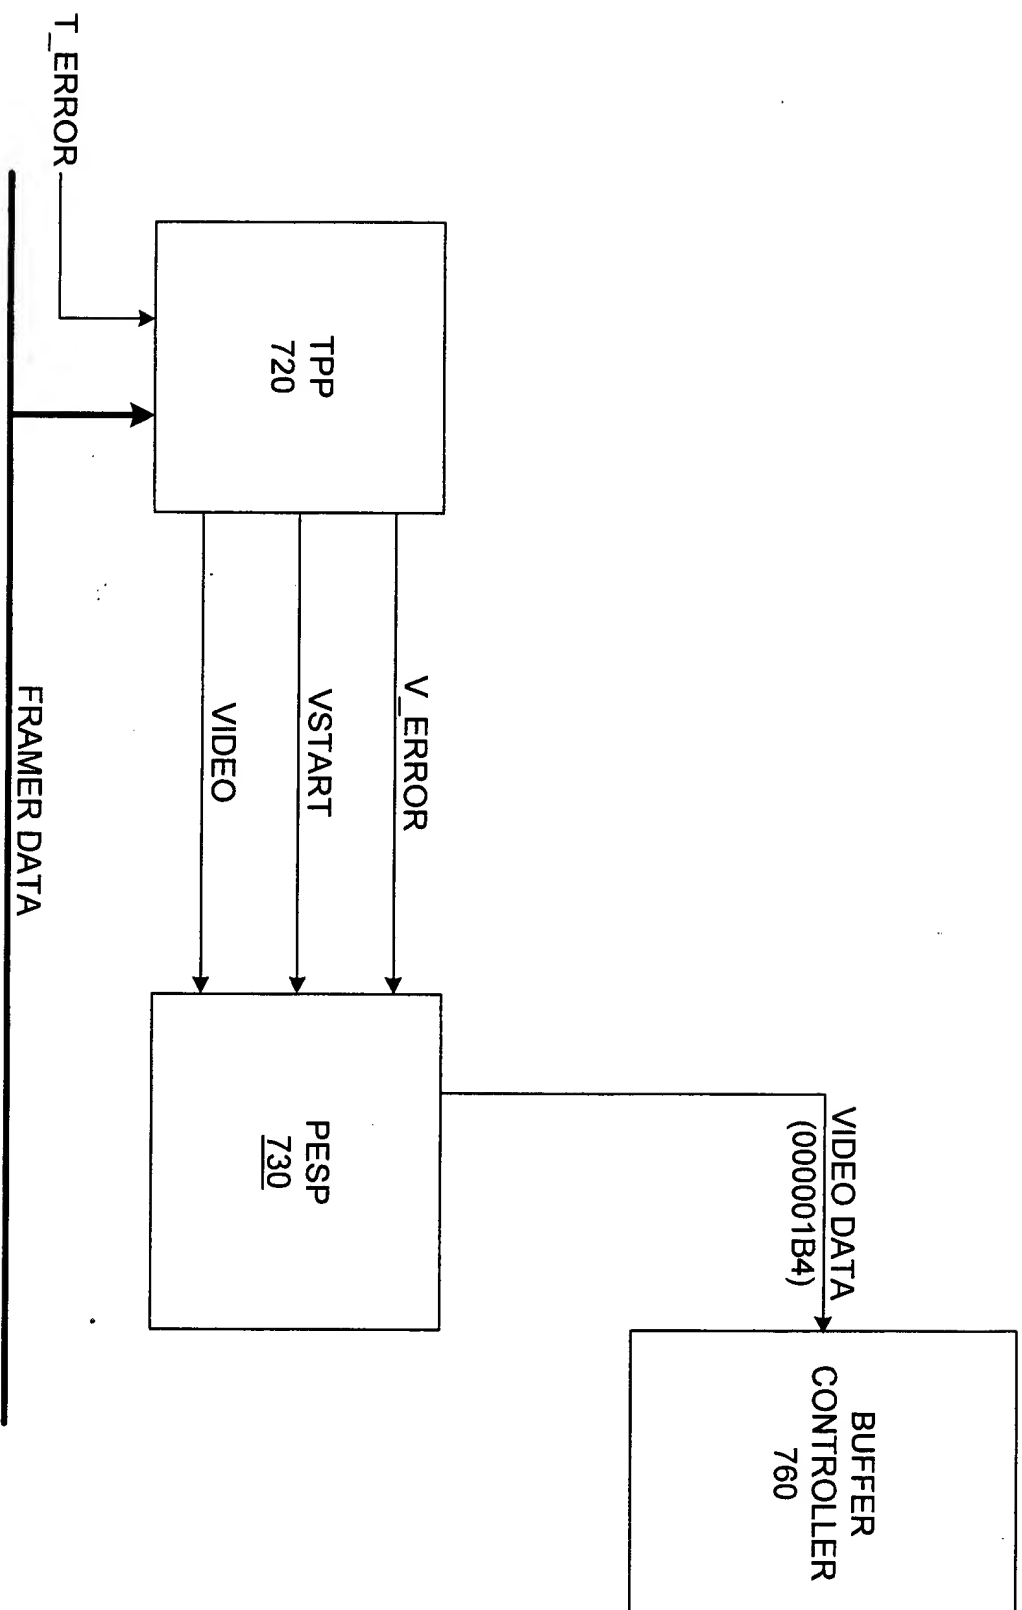 BUFFER
CONTROLLER
760
VIDEO DATA
(000001B4)
V_ERROR
VSTART
VIDEO
TPP
720
PESP
730
T_ERROR
FRAMER DATA